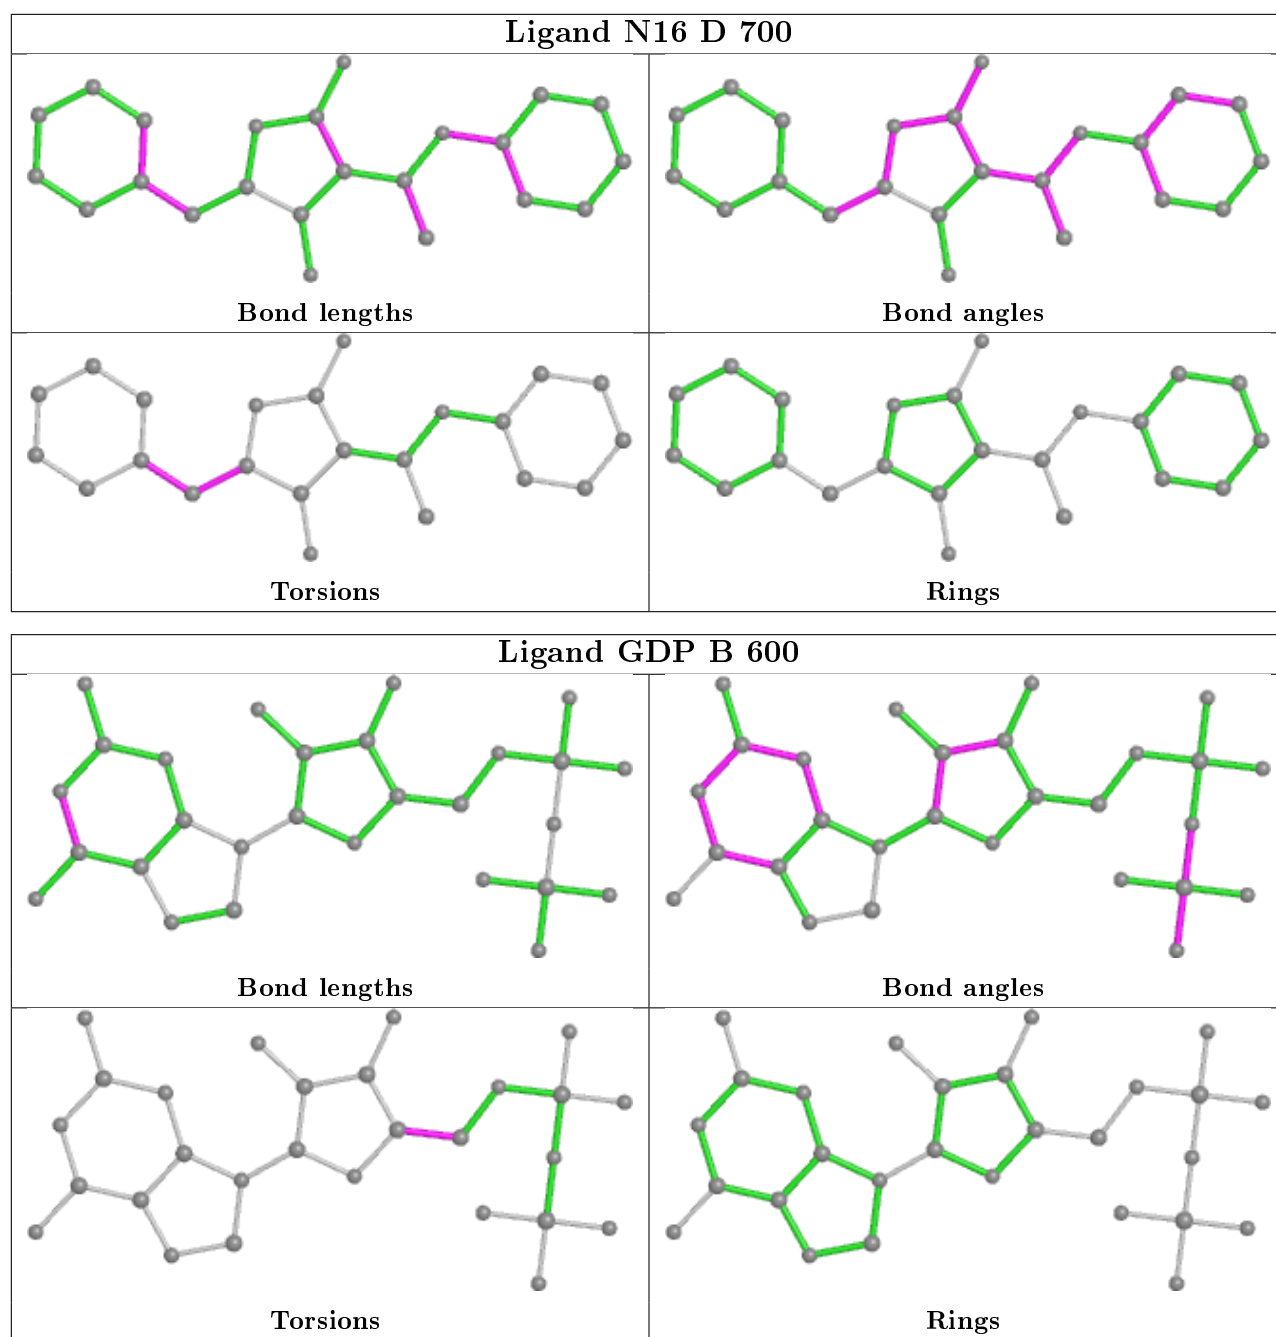 Ligand N16 D 700
Bond lengths
Bond angles
Torsions
Rings
Ligand GDP B 600
Bond lengths
Bond angles
Torsions
Rings